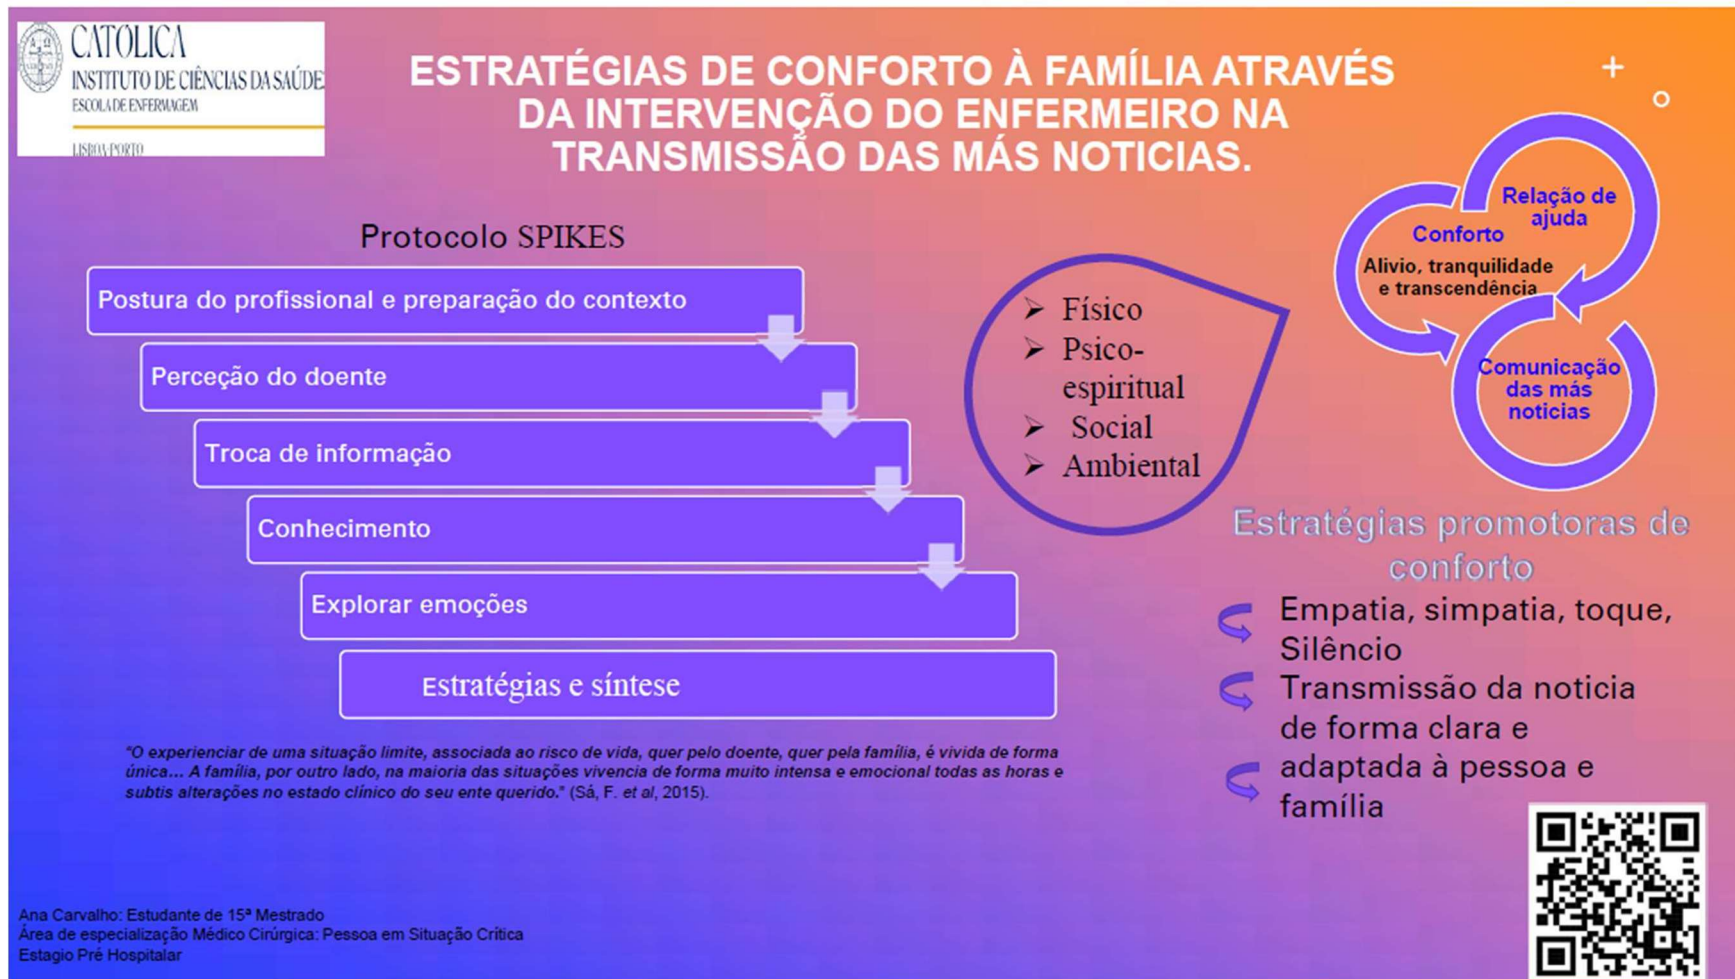 CATÓLICA
INSTITUTO DE CIÊNCIAS DA SAÚDE
ESCOLA DE ENFERMAGEM
LISBOA·PORTO
ESTRATÉGIAS DE CONFORTO À FAMÍLIA ATRAVÉS
DA INTERVENÇÃO DO ENFERMEIRO NA
TRANSMISSÃO DAS MÁS NOTICIAS.
Protocolo SPIKES
Postura do profissional e preparação do contexto
Perceção do doente
Troca de informação
Conhecimento
Explorar emoções
Estratégias e síntese
➢ Físico
➢ Psico-
espiritual
➢ Social
➢ Ambiental
Relação de
ajuda
Conforto
Alivio, tranquilidade
e transcendência
Comunicação
das más
noticias
Estratégias promotoras de
conforto
Empatia, simpatia, toque,
Silêncio
Transmissão da noticia
de forma clara e
adaptada à pessoa e
família
"O experienciar de uma situação limite, associada ao risco de vida, quer pelo doente, quer pela família, é vivida de forma
única... A família, por outro lado, na maioria das situações vivencia de forma muito intensa e emocional todas as horas e
subtis alterações no estado clínico do seu ente querido." (Sá, F. et al, 2015).
Ana Carvalho: Estudante de 15ª Mestrado
Área de especialização Médico Cirúrgica: Pessoa em Situação Crítica
Estagio Pré Hospitalar